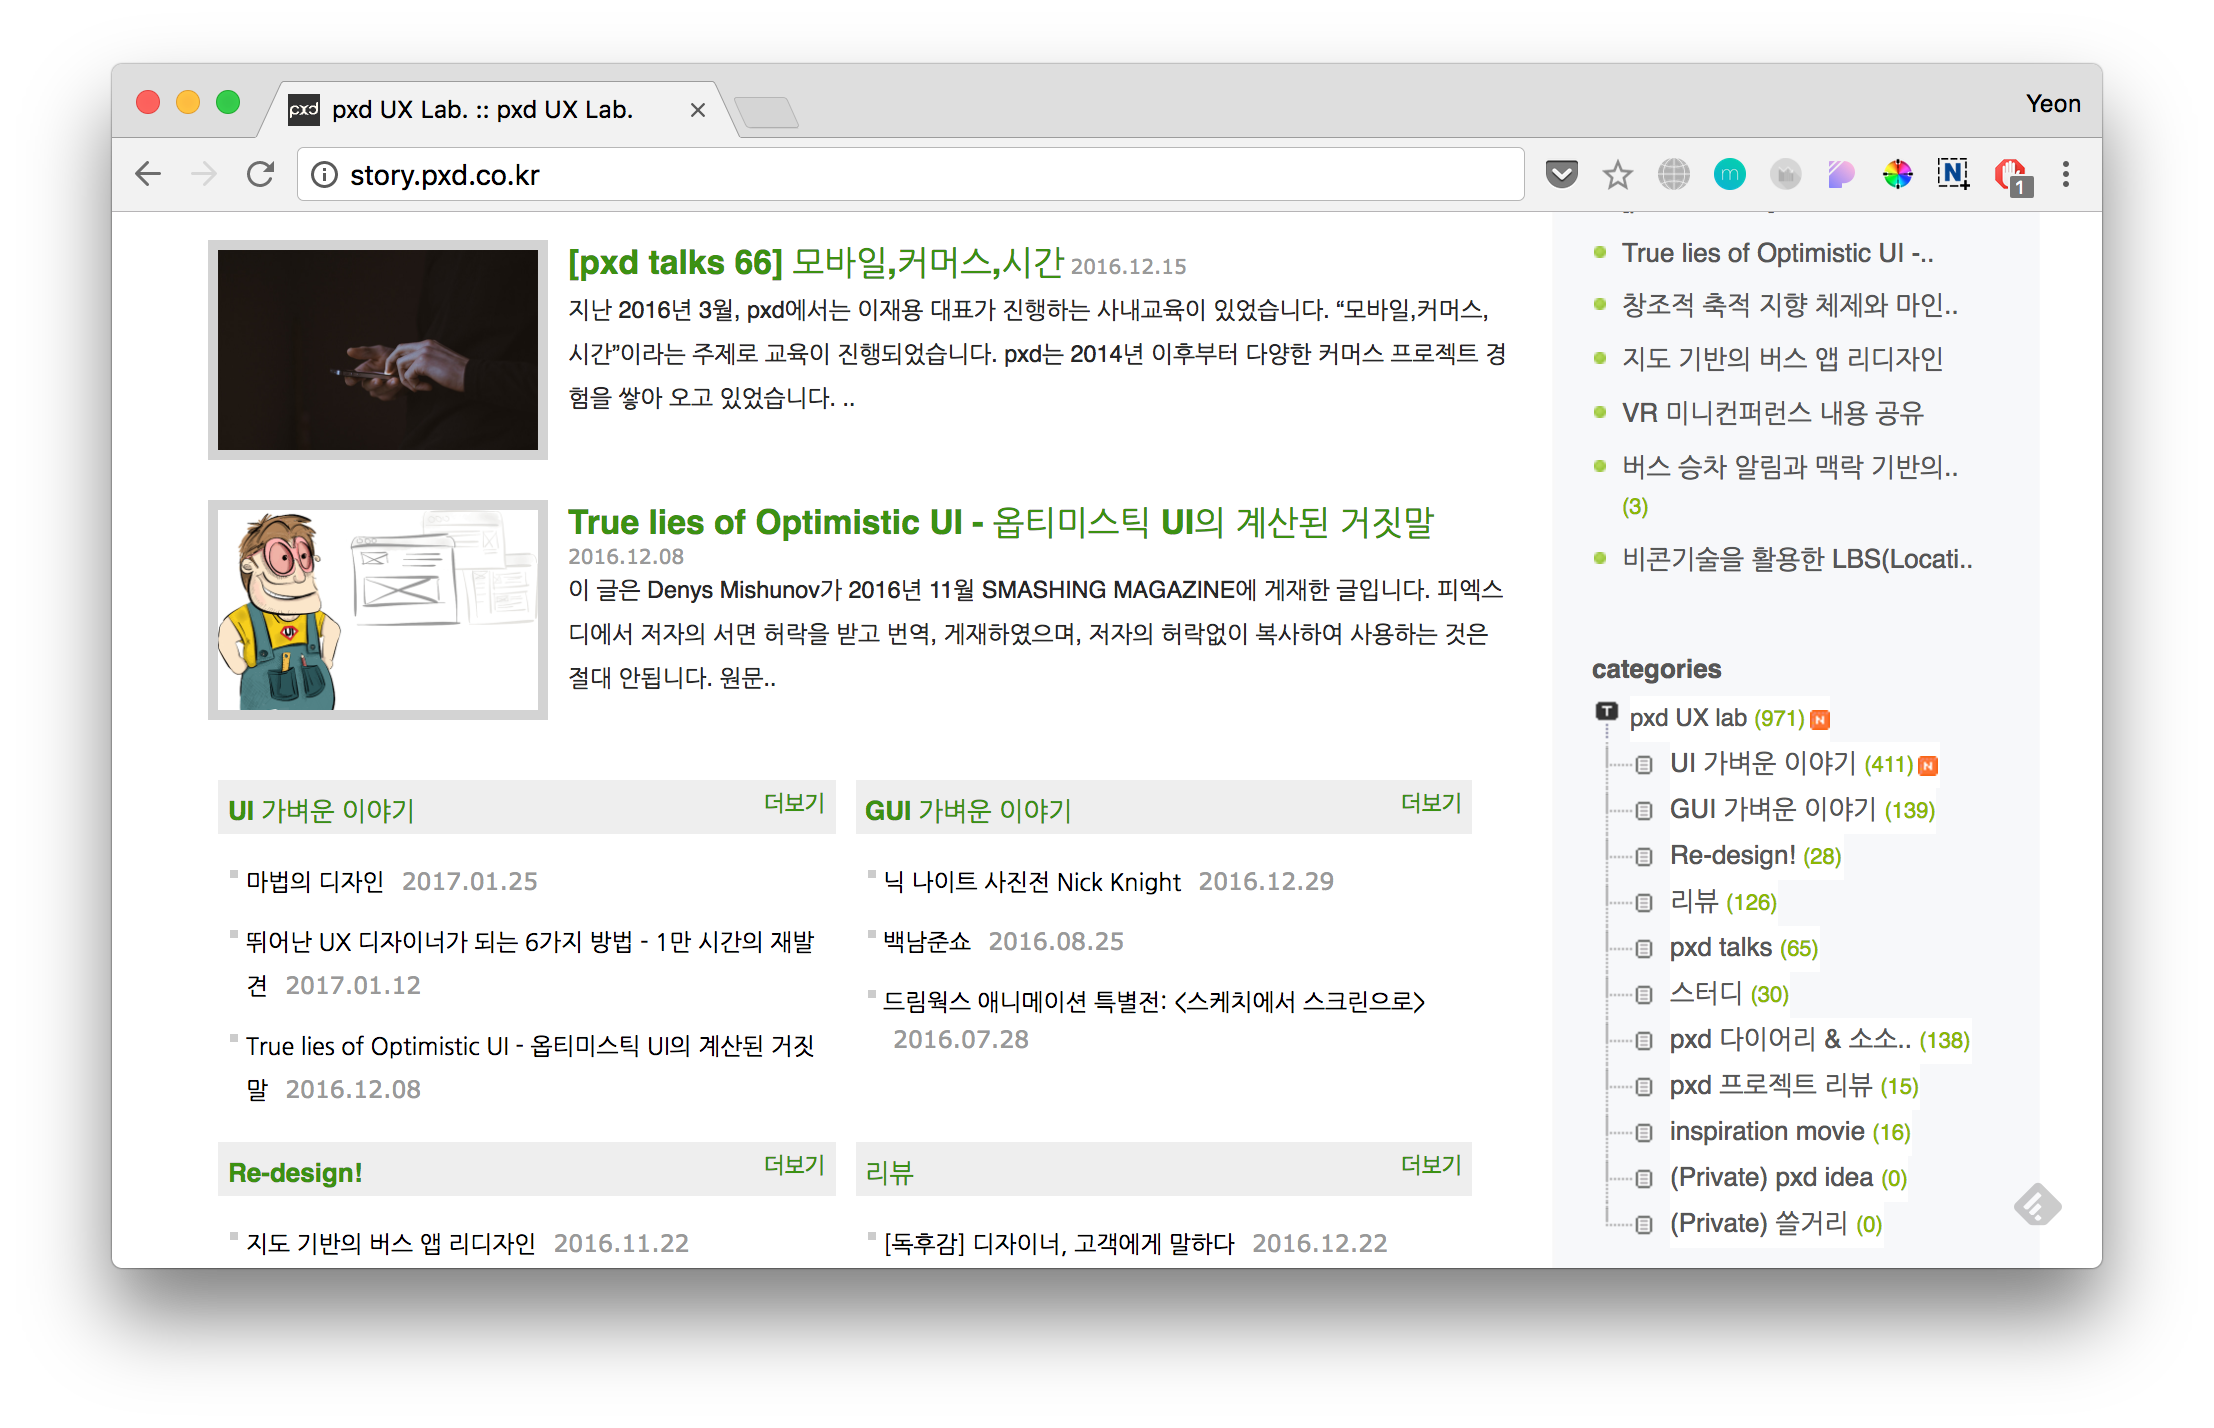 pxd UX Lab. :: pxd UX Lab.
Yeon
story.pxd.co.kr
1
[pxd talks 66] 모바일,커머스,시간 2016.12.15
지난 2016년 3월, pxd에서는 이재용 대표가 진행하는 사내교육이 있었습니다. “모바일,커머스,
시간”이라는 주제로 교육이 진행되었습니다. pxd는 2014년 이후부터 다양한 커머스 프로젝트 경
험을 쌓아 오고 있었습니다. ..
True lies of Optimistic UI - 옵티미스틱 UI의 계산된 거짓말
2016.12.08
이 글은 Denys Mishunov가 2016년 11월 SMASHING MAGAZINE에 게재한 글입니다. 피엑스
디에서 저자의 서면 허락을 받고 번역, 게재하였으며, 저자의 허락없이 복사하여 사용하는 것은
절대 안됩니다. 원문..
UI
UI 가벼운 이야기 더보기
마법의 디자인 2017.01.25
뛰어난 UX 디자이너가 되는 6가지 방법 - 1만 시간의 재발
견 2017.01.12
True lies of Optimistic UI - 옵티미스틱 UI의 계산된 거짓
말 2016.12.08
GUI 가벼운 이야기 더보기
닉 나이트 사진전 Nick Knight 2016.12.29
백남준쇼 2016.08.25
드림웍스 애니메이션 특별전: <스케치에서 스크린으로>
2016.07.28
Re-design! 더보기
지도 기반의 버스 앱 리디자인 2016.11.22
리뷰 더보기
[독후감] 디자이너, 고객에게 말하다 2016.12.22
True lies of Optimistic UI -..
창조적 축적 지향 체제와 마인..
지도 기반의 버스 앱 리디자인
VR 미니컨퍼런스 내용 공유
버스 승차 알림과 맥락 기반의..
(3)
비콘기술을 활용한 LBS(Locati..
categories
pxd UX lab (971) N
UI 가벼운 이야기 (411) N
GUI 가벼운 이야기 (139)
Re-design! (28)
리뷰 (126)
pxd talks (65)
스터디 (30)
pxd 다이어리 & 소소.. (138)
pxd 프로젝트 리뷰 (15)
inspiration movie (16)
(Private) pxd idea (0)
(Private) 쓸거리 (0)